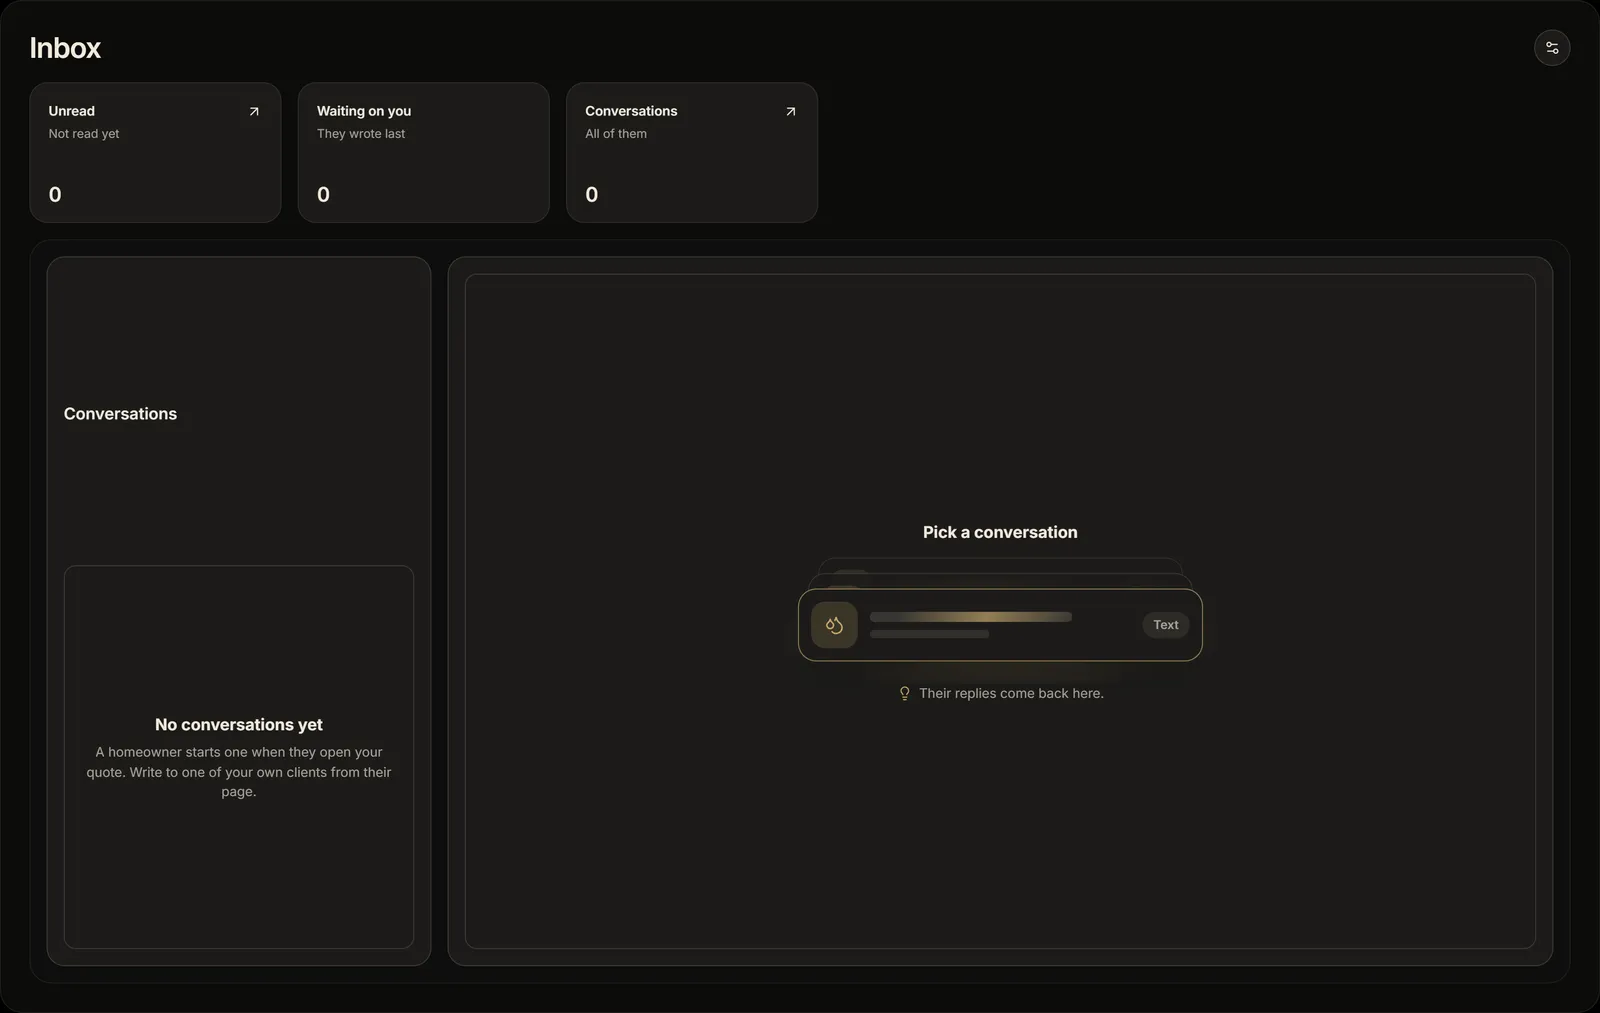 Inbox
Unread
Not read yet
0
Waiting on you
They wrote last
0
Conversations
All of them
0
Conversations
No conversations yet
A homeowner starts one when they open your
quote. Write to one of your own clients from their
page.
Pick a conversation
Text
Their replies come back here.